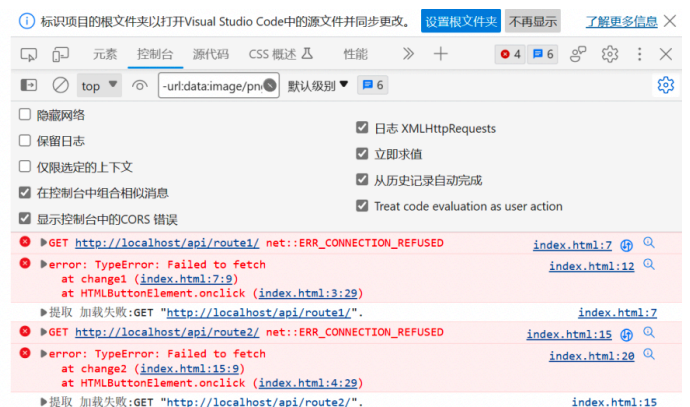 标识项目的根文件夹以打开Visual Studio Code中的源文件并同步更改。 设置根文件夹 不再显示 了解更多信息
元素 控制台 源代码 CSS 概述 性能 4 6
top -url:data:image/pn 默认级别 6
隐藏网络
保留日志
仅限选定的上下文
在控制台中组合相似消息
显示控制台中的CORS 错误
日志 XMLHttpRequests
立即求值
从历史记录自动完成
Treat code evaluation as user action
GET http://localhost/api/route1/ net::ERR_CONNECTION_REFUSED index.html:7
error: TypeError: Failed to fetch index.html:12
at change1 (index.html:7:9)
at HTMLButtonElement.onclick (index.html:3:29)
提取 加载失败:GET "http://localhost/api/route1/". index.html:7
GET http://localhost/api/route2/ net::ERR_CONNECTION_REFUSED index.html:15
error: TypeError: Failed to fetch index.html:20
at change2 (index.html:15:9)
at HTMLButtonElement.onclick (index.html:4:29)
提取 加载失败:GET "http://localhost/api/route2/". index.html:15